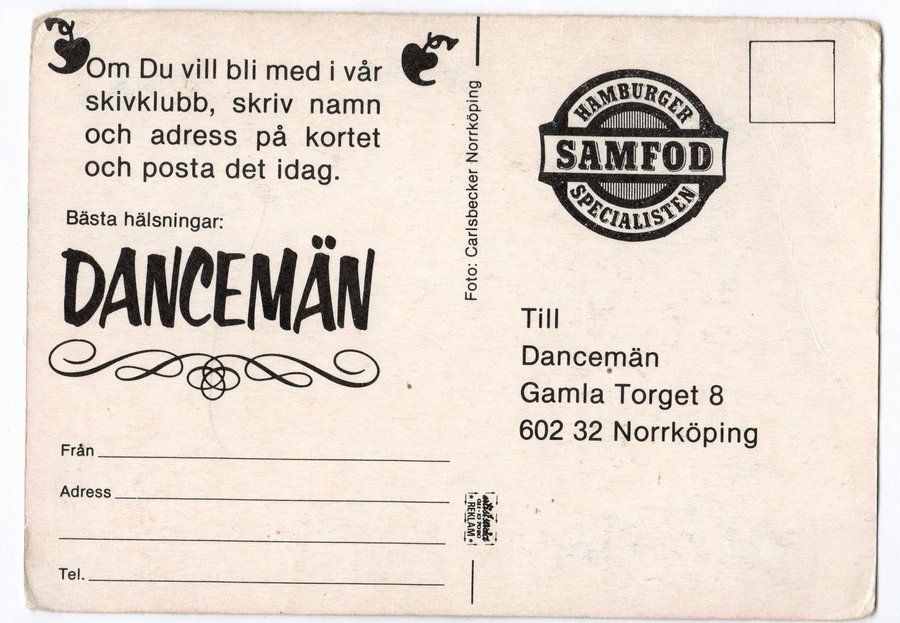 Om Du vill bli med i vår
skivklubb, skriv namn
och adress på kortet
och posta det idag.
Bästa hälsningar:
DANCEMÄN
Från
Adress
Tel.
Foto: Carlsbecker Norrköping
REKLAM
HAMBURGER
SAMFOD
SPECIALISTEN
Till
Dancemän
Gamla Torget 8
602 32 Norrköping